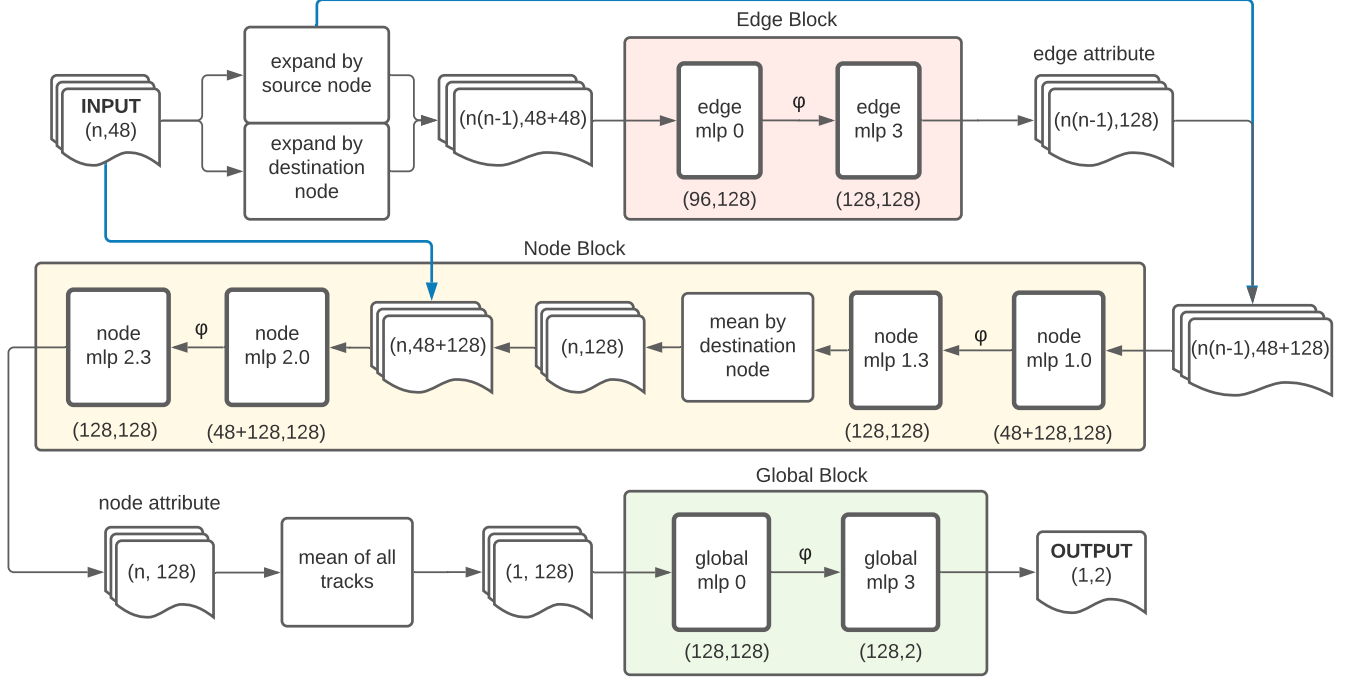 Edge Block
expand by
source node
edge attribute
INPUT
(n,48)
(n(n-1),48+48)
edge
mlp 0
φ
edge
mlp 3
(n(n-1),128)
expand by
destination
node
(96,128)
(128,128)
Node Block
node
mlp 2.3
φ
node
mlp 2.0
(n,48+128)
(n,128)
mean by
destination
node
node
mlp 1.3
φ
node
mlp 1.0
(n(n-1),48+128)
(128,128)
(48+128,128)
(128,128)
(48+128,128)
Global Block
node attribute
(n, 128)
mean of all
tracks
(1, 128)
global
mlp 0
φ
global
mlp 3
OUTPUT
(1,2)
(128,128)
(128,2)